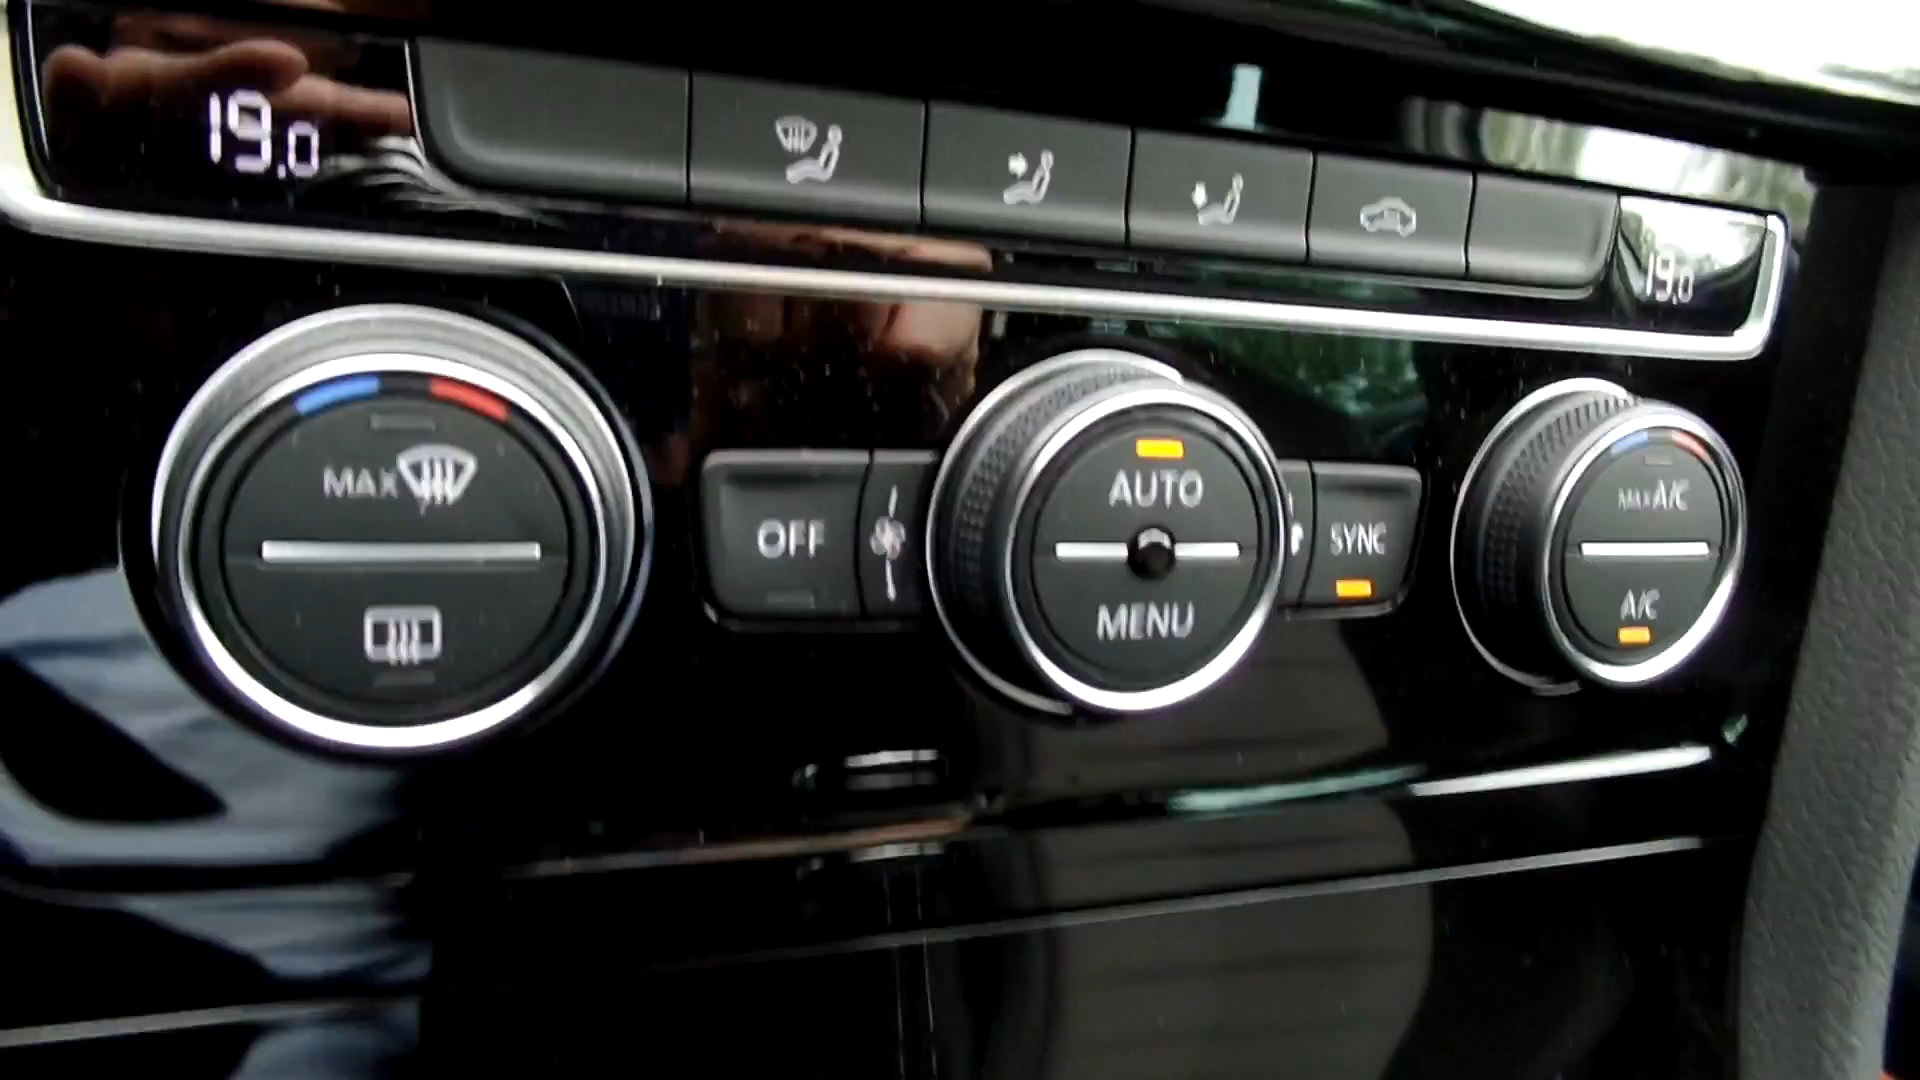 19.0
19.0
MAX
OFF
AUTO
MENU
SYNC
MAX A/C
A/C